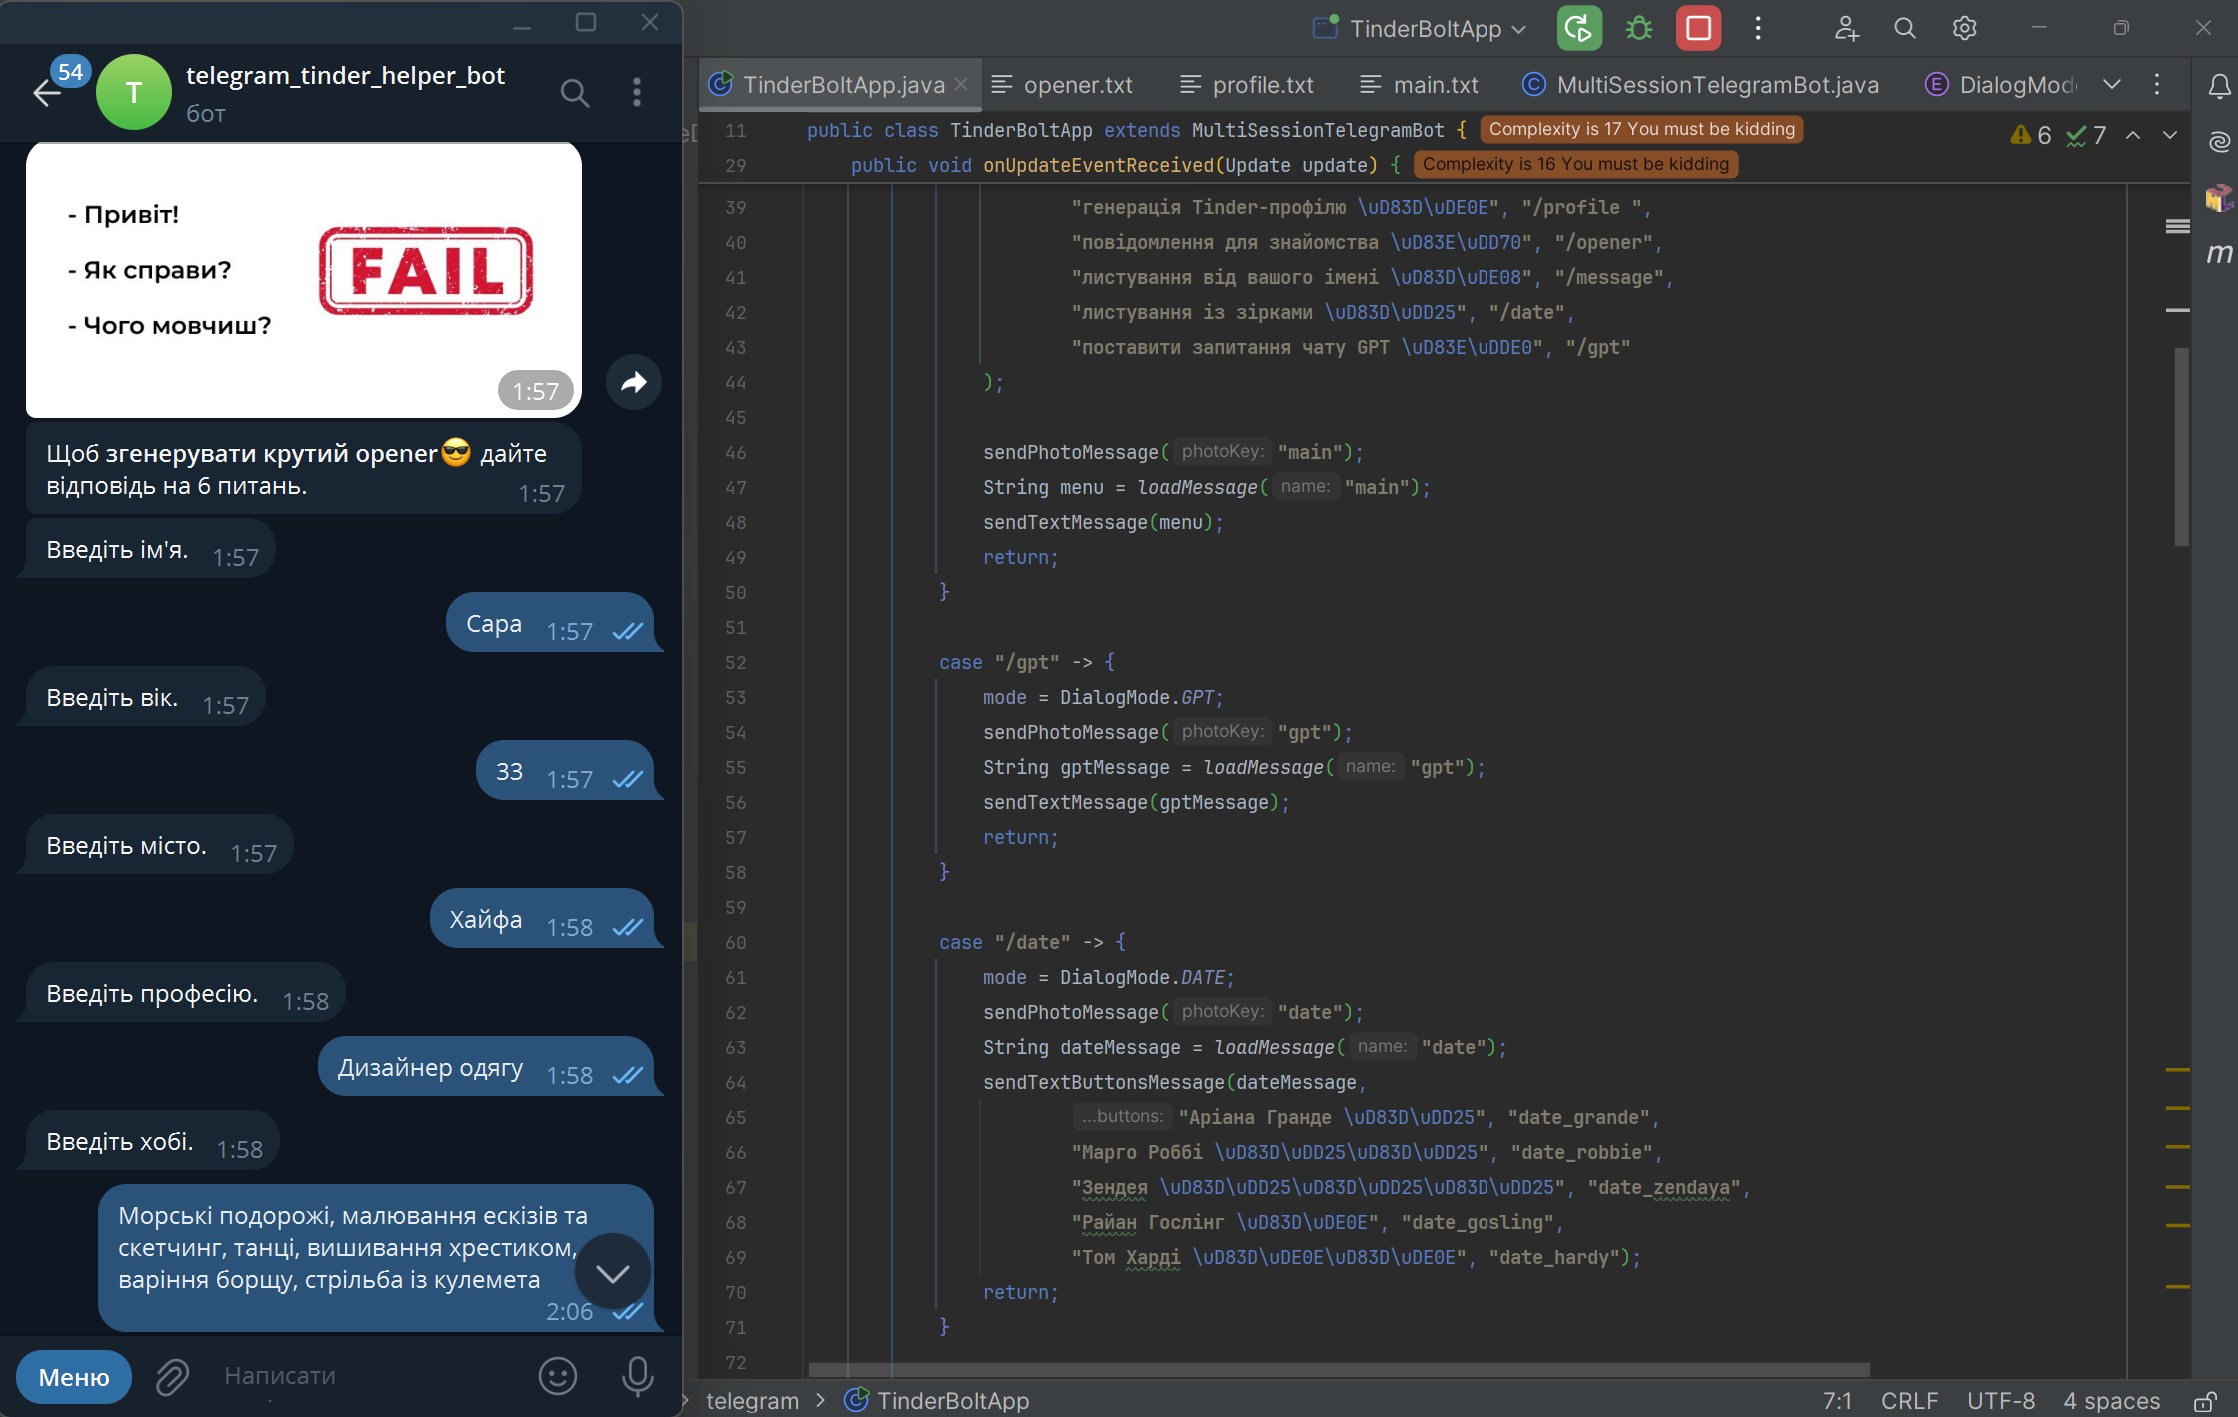 54
T
telegram_tinder_helper_bot
бот
- Привіт!
- Як справи?
- Чого мовчиш?
FAIL
1:57
Щоб згенерувати крутий opener😎 дайте
відповідь на 6 питань.
1:57
Введіть ім'я. 1:57
Сара 1:57
Введіть вік. 1:57
33 1:57
Введіть місто. 1:57
Хайфа 1:58
Введіть професію. 1:58
Дизайнер одягу 1:58
Введіть хобі. 1:58
Морські подорожі, малювання ескізів та
скетчинг, танці, вишивання хрестиком,
варіння борщу, стрільба із кулемета
2:06
Меню
Написати
TinderBoltApp
TinderBoltApp.java opener.txt profile.txt main.txt MultiSessionTelegramBot.java DialogMod
11 public class TinderBoltApp extends MultiSessionTelegramBot { Complexity is 17 You must be kidding
6 7
29 public void onUpdateEventReceived(Update update) { Complexity is 16 You must be kidding
39 "генерація Tinder-профілю \uD83D\uDE0E", "/profile ",
40 "повідомлення для знайомства \uD83E\uDD70", "/opener",
41 "листування від вашого імені \uD83D\uDE08", "/message",
42 "листування із зірками \uD83D\uDD25", "/date",
43 "поставити запитання чату GPT \uD83E\uDDE0", "/gpt"
44 );
45
46 sendPhotoMessage( photoKey: "main");
47 String menu = loadMessage( name: "main");
48 sendTextMessage(menu);
49 return;
50 }
51
52 case "/gpt" -> {
53 mode = DialogMode.GPT;
54 sendPhotoMessage( photoKey: "gpt");
55 String gptMessage = loadMessage( name: "gpt");
56 sendTextMessage(gptMessage);
57 return;
58 }
59
60 case "/date" -> {
61 mode = DialogMode.DATE;
62 sendPhotoMessage( photoKey: "date");
63 String dateMessage = loadMessage( name: "date");
64 sendTextButtonsMessage(dateMessage,
65 ...buttons: "Аріана Гранде \uD83D\uDD25", "date_grande",
66 "Марго Роббі \uD83D\uDD25\uD83D\uDD25", "date_robbie",
67 "Зендея \uD83D\uDD25\uD83D\uDD25\uD83D\uDD25", "date_zendaya",
68 "Райан Гослінг \uD83D\uDE0E", "date_gosling",
69 "Том Харді \uD83D\uDE0E\uD83D\uDE0E", "date_hardy");
70 return;
71 }
72
telegram > TinderBoltApp
7:1 CRLF UTF-8 4 spaces